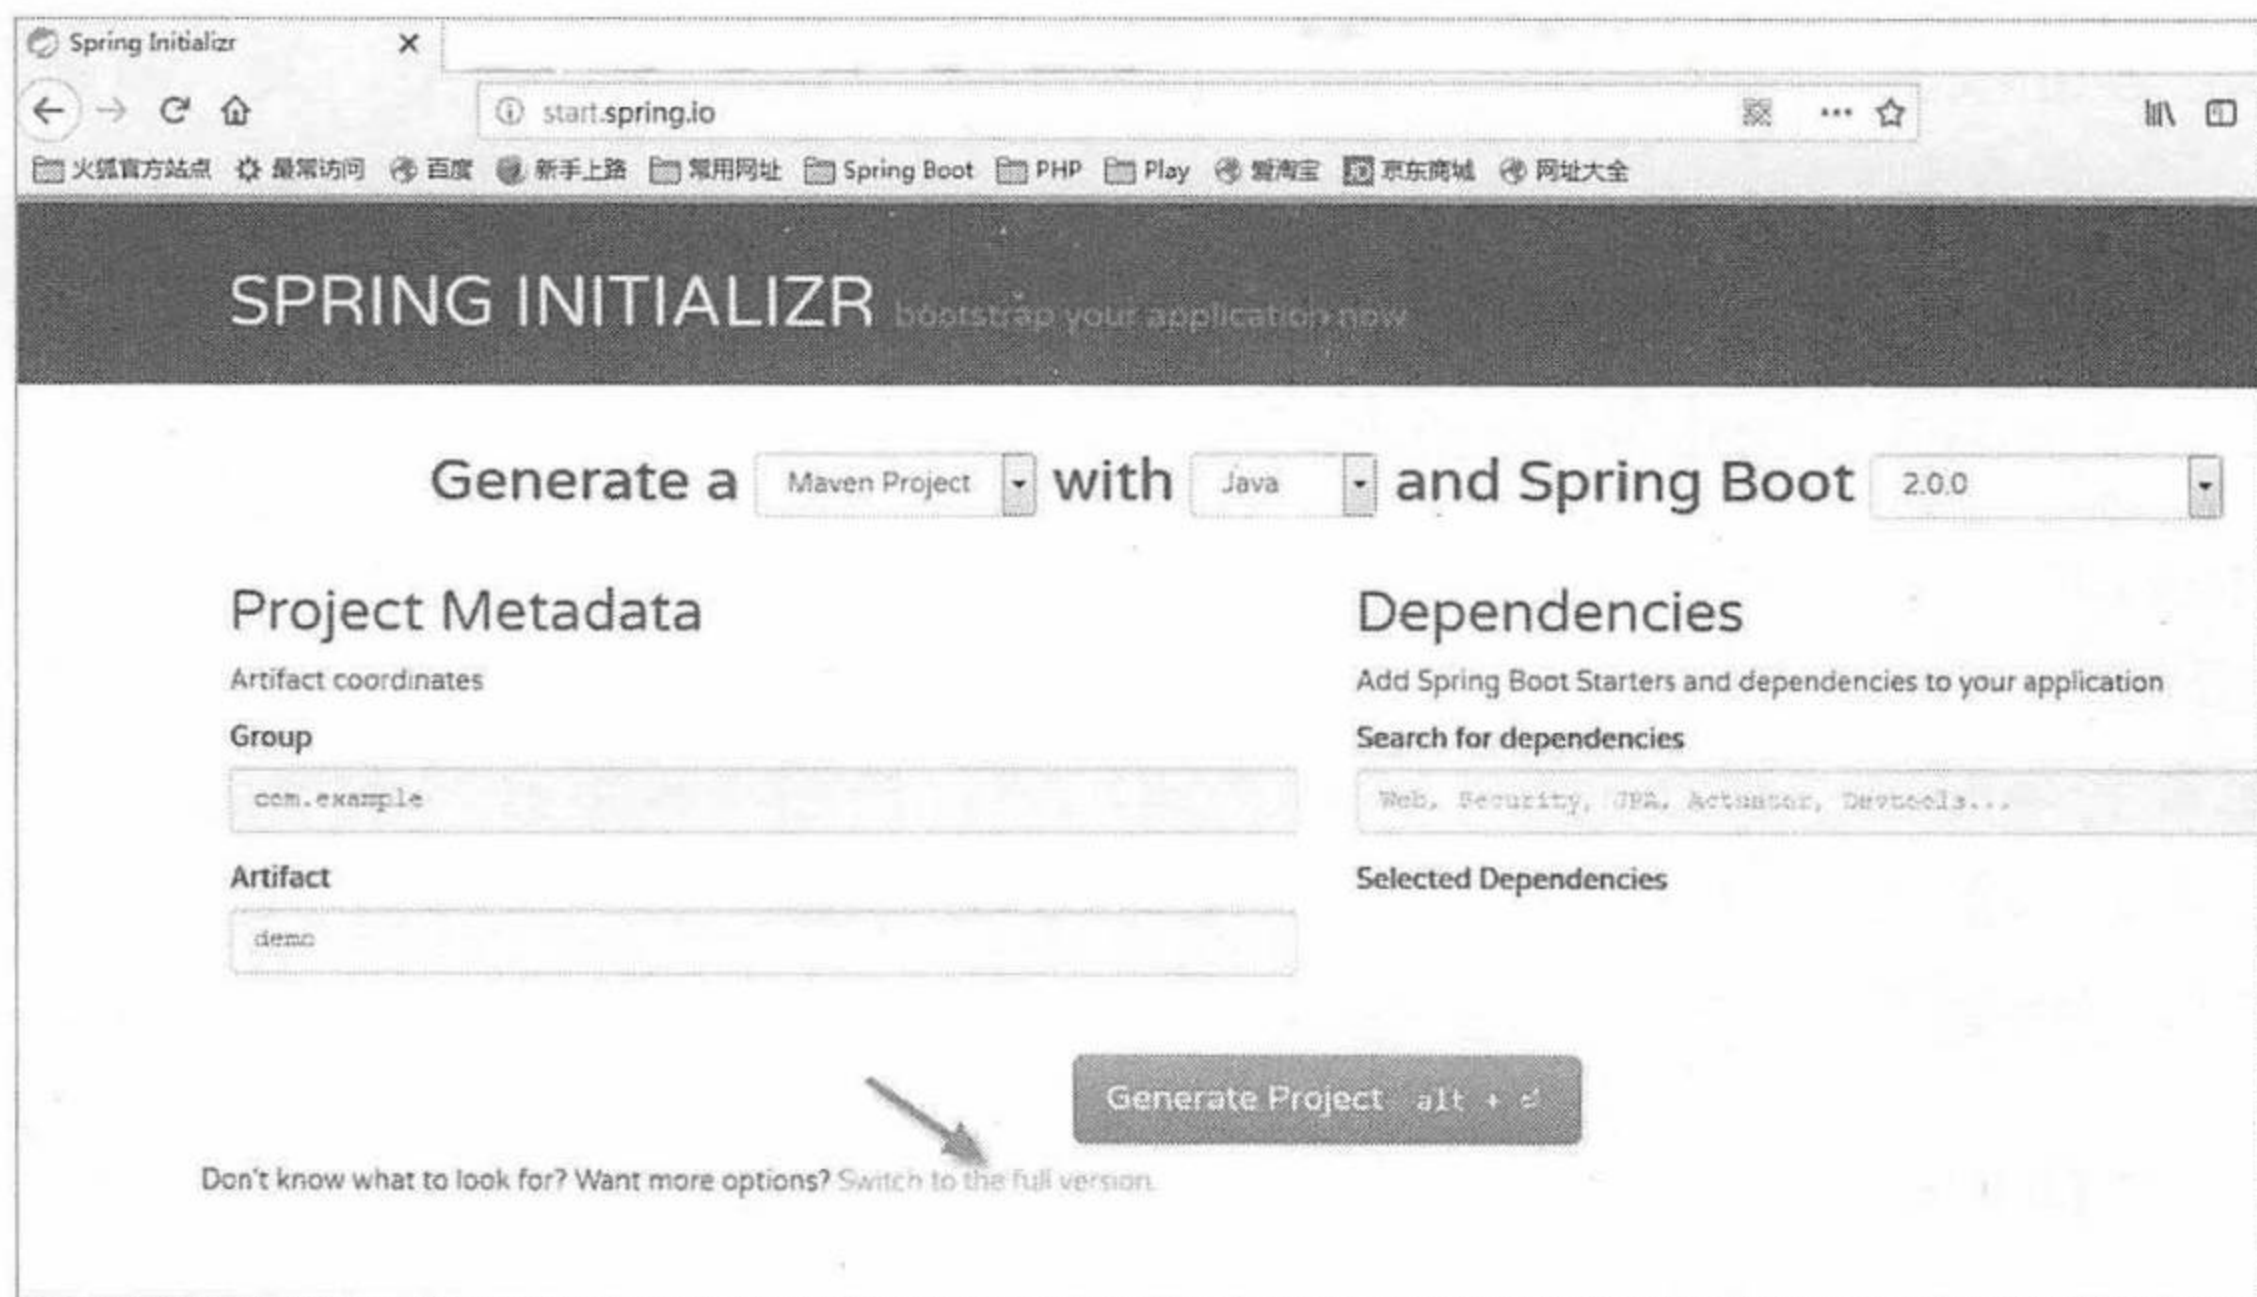 Spring Initializr
start.spring.io
火狐官方站点 最常访问 百度 新手上路 常用网址 Spring Boot PHP Play 爱淘宝 京东商城 网址大全
SPRING INITIALIZR bootstrap your application now
Generate a Maven Project with Java and Spring Boot 2.0.0
Project Metadata
Artifact coordinates
Group
com.example
Artifact
demo
Dependencies
Add Spring Boot Starters and dependencies to your application
Search for dependencies
Web, Security, JPA, Actuator, Devtools...
Selected Dependencies
Generate Project alt + ⏎
Don't know what to look for? Want more options? Switch to the full version.